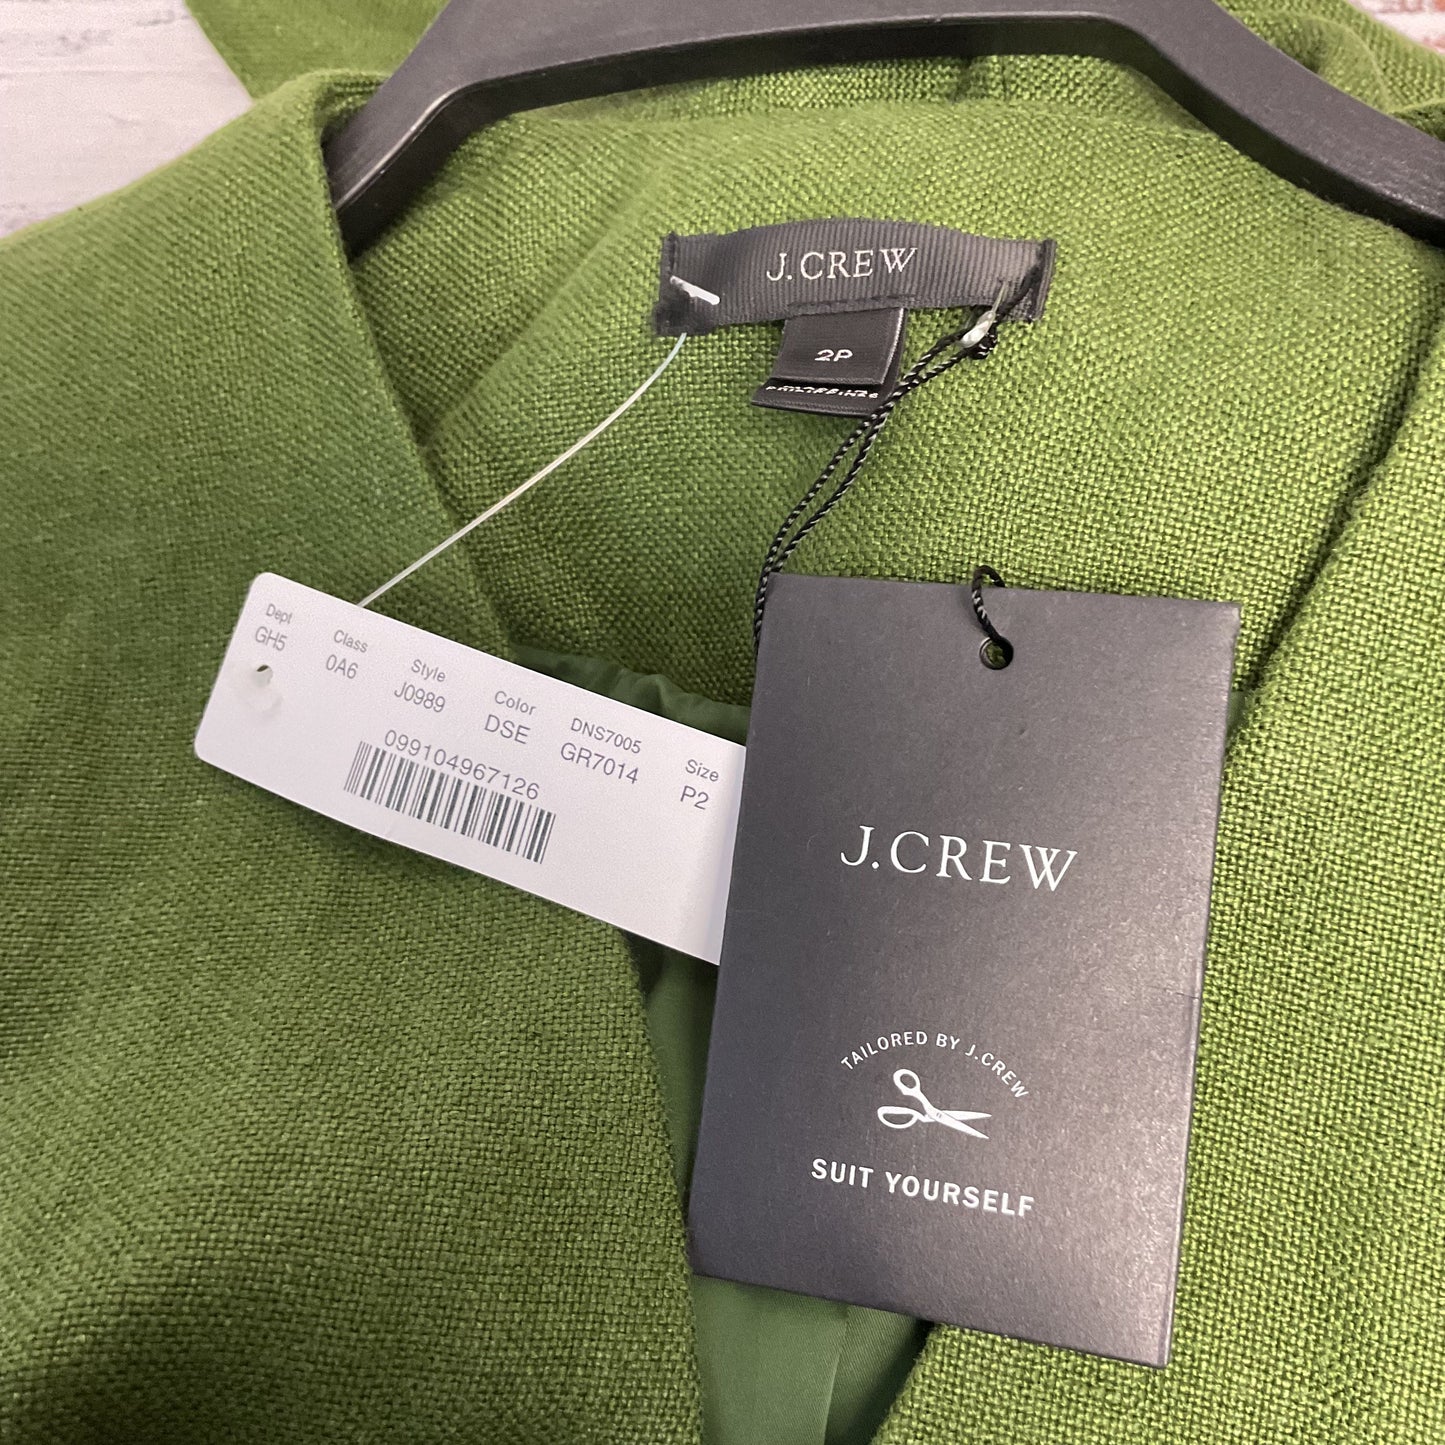 J.CREW
2P
PHILIPPINES
Dept Class Style Color DNS7005 Size
GH5 0A6 J0989 DSE GR7014 P2
099104967126
J.CREW
TAILORED BY J.CREW
SUIT YOURSELF